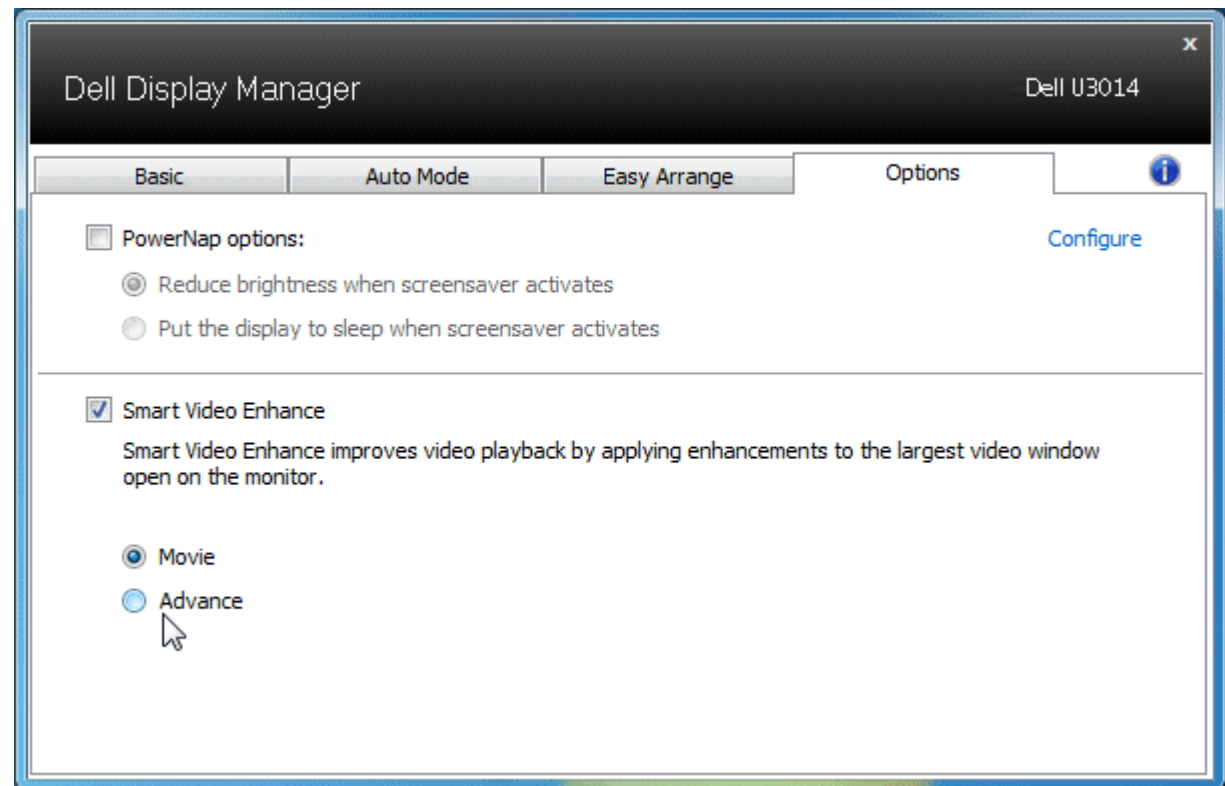 x
Dell Display Manager
Dell U3014
Basic
Auto Mode
Easy Arrange
Options
i
PowerNap options:
Configure
Reduce brightness when screensaver activates
Put the display to sleep when screensaver activates
Smart Video Enhance
Smart Video Enhance improves video playback by applying enhancements to the largest video window
open on the monitor.
Movie
Advance